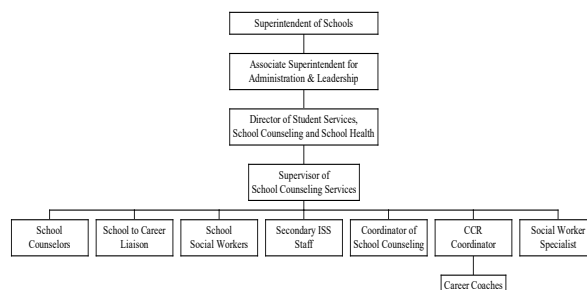 Superintendent of Schools
Associate Superintendent for
Administration & Leadership
Director of Student Services,
School Counseling and School Health
Supervisor of
School Counseling Services
School
Counselors
School to Career
Liaison
School
Social Workers
Secondary ISS
Staff
Coordinator of
School Counseling
CCR
Coordinator
Social Worker
Specialist
Career Coaches